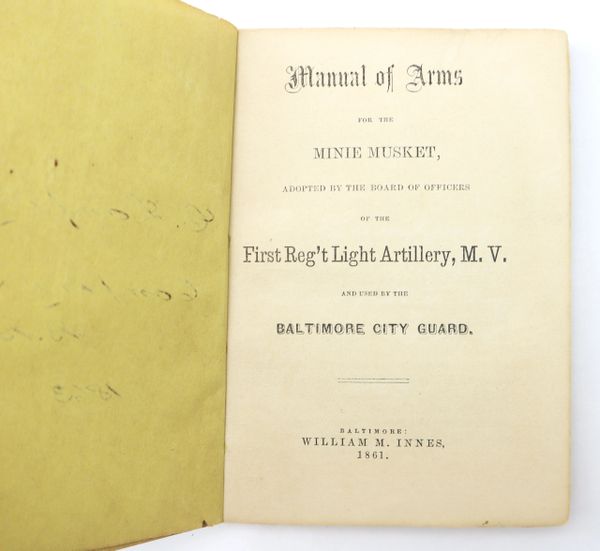 Manual of Arms
FOR THE
MINIE MUSKET,
ADOPTED BY THE BOARD OF OFFICERS
OF THE
First Reg't Light Artillery, M. V.
AND USED BY THE
BALTIMORE CITY GUARD.
BALTIMORE:
WILLIAM M. INNES,
1861.